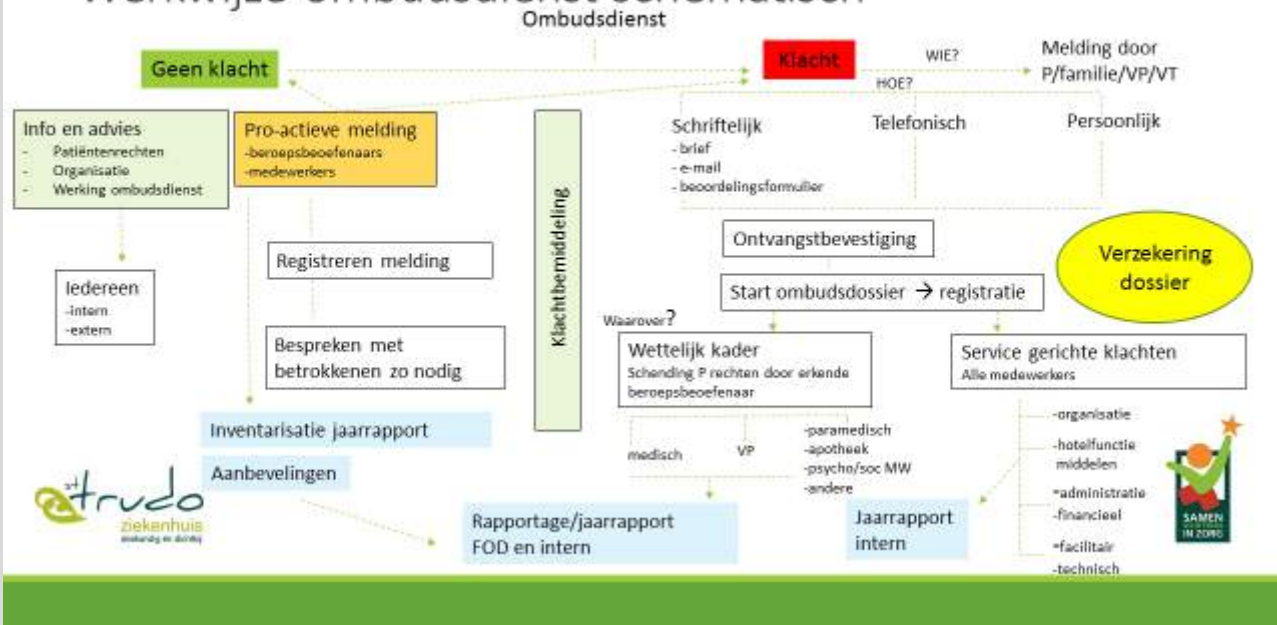 Werkwijze ombudsdienst schematisch
Ombudsdienst
Geen klacht
Klacht
WIE?
Melding door
P/familie/VP/VT
HOE?
Info en advies
- Patiëntenrechten
- Organisatie
- Werking ombudsdienst
Pro-actieve melding
-beroepsbeoefenaars
-medewerkers
Schriftelijk
- brief
- e-mail
- beoordelingsformulier
Telefonisch
Persoonlijk
Klachtbemiddeling
Iedereen
-intern
-extern
Registreren melding
Bespreken met
betrokkenen zo nodig
Ontvangstbevestiging
Start ombudsdossier → registratie
Verzekering
dossier
Waarover?
Wettelijk kader
Schending P rechten door erkende
beroepsbeoefenaar
Service gerichte klachten
Alle medewerkers
medisch
VP
-paramedisch
-apotheek
-psycho/soc MW
-andere
-organisatie
-hotelfunctie
middelen
-administratie
-financieel
-facilitair
-technisch
Inventarisatie jaarrapport
Aanbevelingen
Rapportage/jaarrapport
FOD en intern
Jaarrapport
intern
st trudo
ziekenhuis
SAMEN
IN ZORG